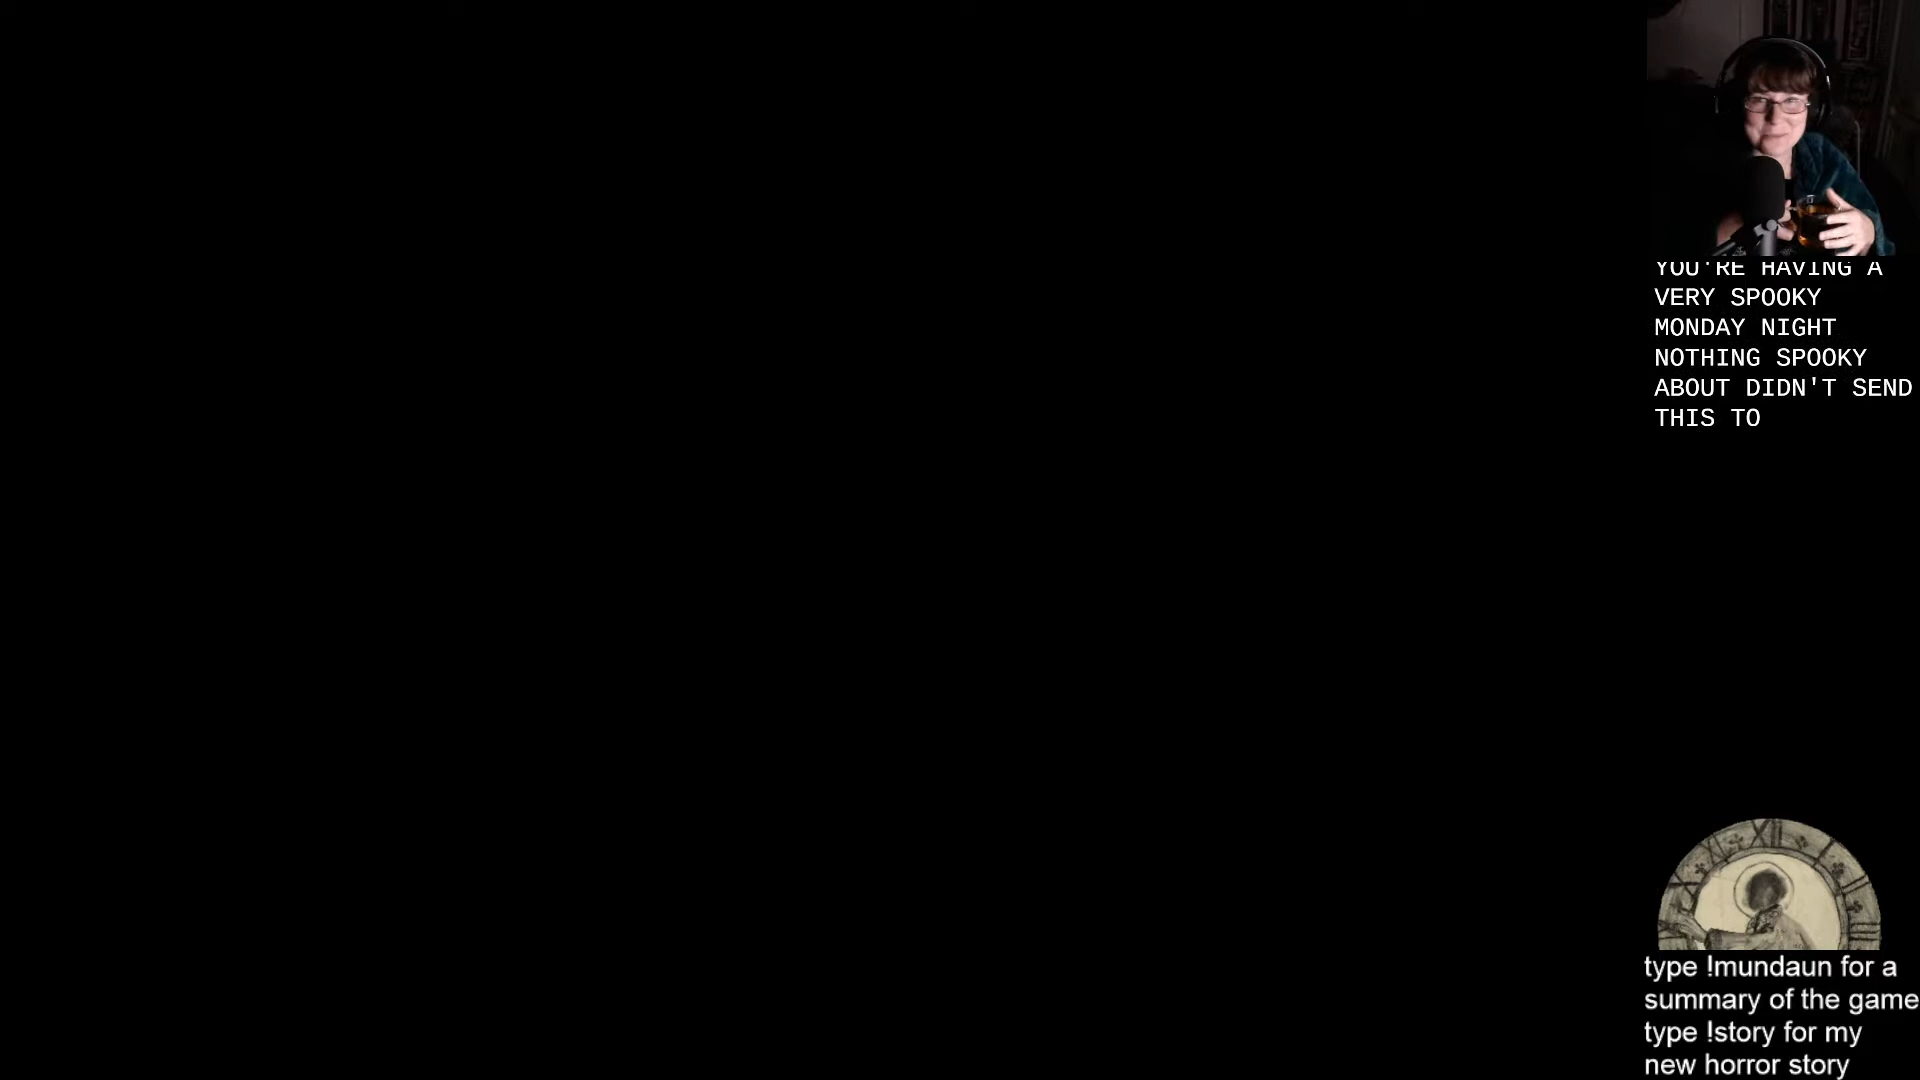 YOU'RE HAVING A
VERY SPOOKY
MONDAY NIGHT
NOTHING SPOOKY
ABOUT DIDN'T SEND
THIS TO
type !mundaun for a
summary of the game
type !story for my
new horror story